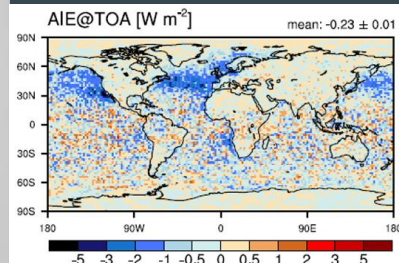 AIE@TOA [W m⁻²]
mean: -0.23 ± 0.01
90N
60N
30N
0
30S
60S
90S
180 90W 0 90E 180
-5 -3 -2 -1 -0.5 0 0.5 1 2 3 5